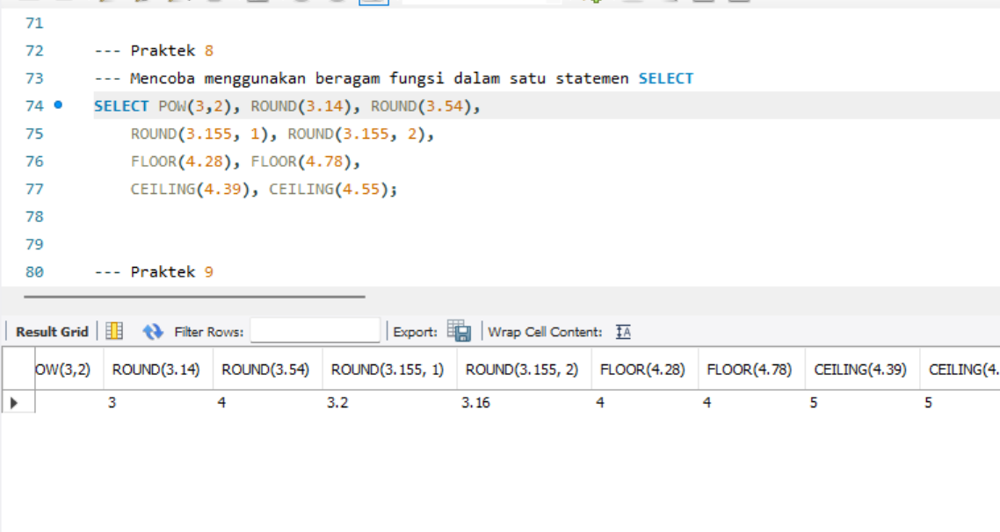 71
72 --- Praktek 8
73 --- Mencoba menggunakan beragam fungsi dalam satu statemen SELECT
74 SELECT POW(3,2), ROUND(3.14), ROUND(3.54),
75 ROUND(3.155, 1), ROUND(3.155, 2),
76 FLOOR(4.28), FLOOR(4.78),
77 CEILING(4.39), CEILING(4.55);
78
79
80 --- Praktek 9
Result Grid Filter Rows: Export: Wrap Cell Content: IA
OW(3,2) ROUND(3.14) ROUND(3.54) ROUND(3.155, 1) ROUND(3.155, 2) FLOOR(4.28) FLOOR(4.78) CEILING(4.39) CEILING(4.
3 4 3.2 3.16 4 4 5 5